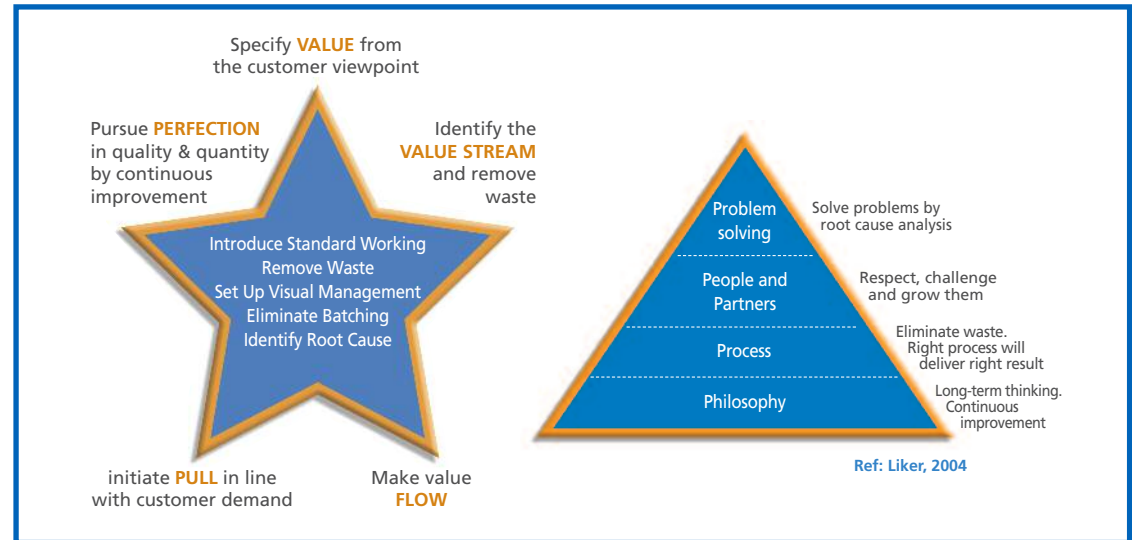 Specify VALUE from
the customer viewpoint
Pursue PERFECTION
in quality & quantity
by continuous
improvement
Identify the
VALUE STREAM
and remove
waste
Introduce Standard Working
Remove Waste
Set Up Visual Management
Eliminate Batching
Identify Root Cause
initiate PULL in line
with customer demand
Make value
FLOW
Problem
solving
Solve problems by
root cause analysis
People and
Partners
Respect, challenge
and grow them
Process
Eliminate waste.
Right process will
deliver right result
Philosophy
Long-term thinking.
Continuous
improvement
Ref: Liker, 2004